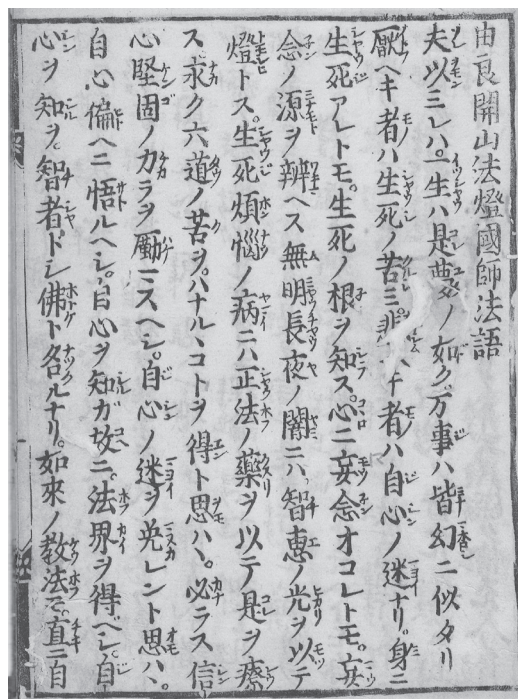 由良開山法燈國師法語
夫以ミレハ。一生ハ是夢ノ如ク。万事ハ皆幻ニ似タリ
厭ヘキ者ハ生死ノ苦ミ。悲ヘキ者ハ自心ノ迷ナリ。身ニ
生死アレトモ。生死ノ根ヲ知ス。心ニ妄念オコレトモ。妄
念ノ源ヲ辨ヘス無明長夜ノ闇ニハ。智惠ノ光ヲ以テ
燈トス。生死煩惱ノ病ニハ正法ノ藥ヲ以テ是ヲ療
ス永ク六道ノ苦ヲハナルヽコトヲ得ト思ハヽ。必ラス信
心堅固ノカラヲ勵マスヘシ。自心ノ迷ヲ免レント思ハヽ
自心偏ヘニ悟ルヘシ。自心ヲ知ガ故ニ。法界ヲ得ベシ。自
心ヲ知ヲ。智者トシ佛ト名ルナリ。如來ノ教法モ。直ニ自